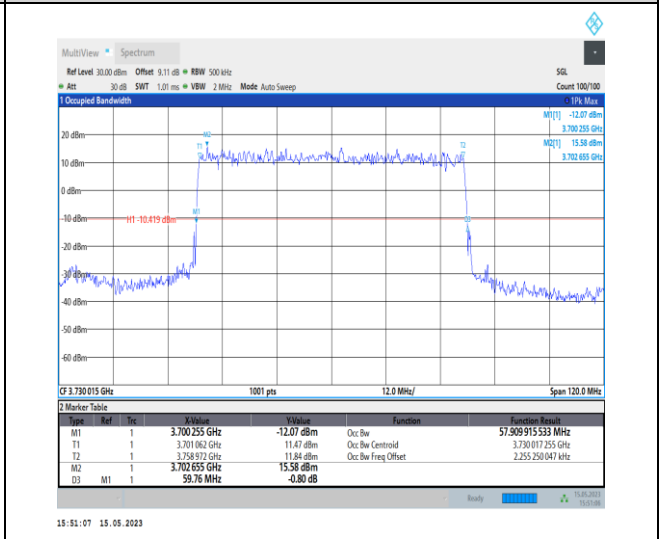 MultiView Spectrum
Ref Level 30.00 dBm Offset 9.11 dB RBW 500 kHz SGL
Att 30 dB SWT 1.01 ms VBW 2 MHz Mode Auto Sweep Count 100/100
1 Occupied Bandwidth 1Pk Max
M1[1] -12.07 dBm
3.700 255 GHz
M2[1] 15.58 dBm
3.702 655 GHz
20 dBm
M2
T1
T2
10 dBm
0 dBm
M1
-10 dBm
H1 -10.419 dBm
D3
-20 dBm
-30 dBm
-40 dBm
-50 dBm
-60 dBm
CF 3.730 015 GHz 1001 pts 12.0 MHz/ Span 120.0 MHz
2 Marker Table
Type Ref Trc X-Value Y-Value Function Function Result
M1 1 3.700 255 GHz -12.07 dBm Occ Bw 57.909 915 533 MHz
T1 1 3.701 062 GHz 11.47 dBm Occ Bw Centroid 3.730 017 255 GHz
T2 1 3.758 972 GHz 11.84 dBm Occ Bw Freq Offset 2.255 250 047 kHz
M2 1 3.702 655 GHz 15.58 dBm
D3 M1 1 59.76 MHz -0.80 dB
Ready 15.05.2023
15:51:06
15:51:07 15.05.2023